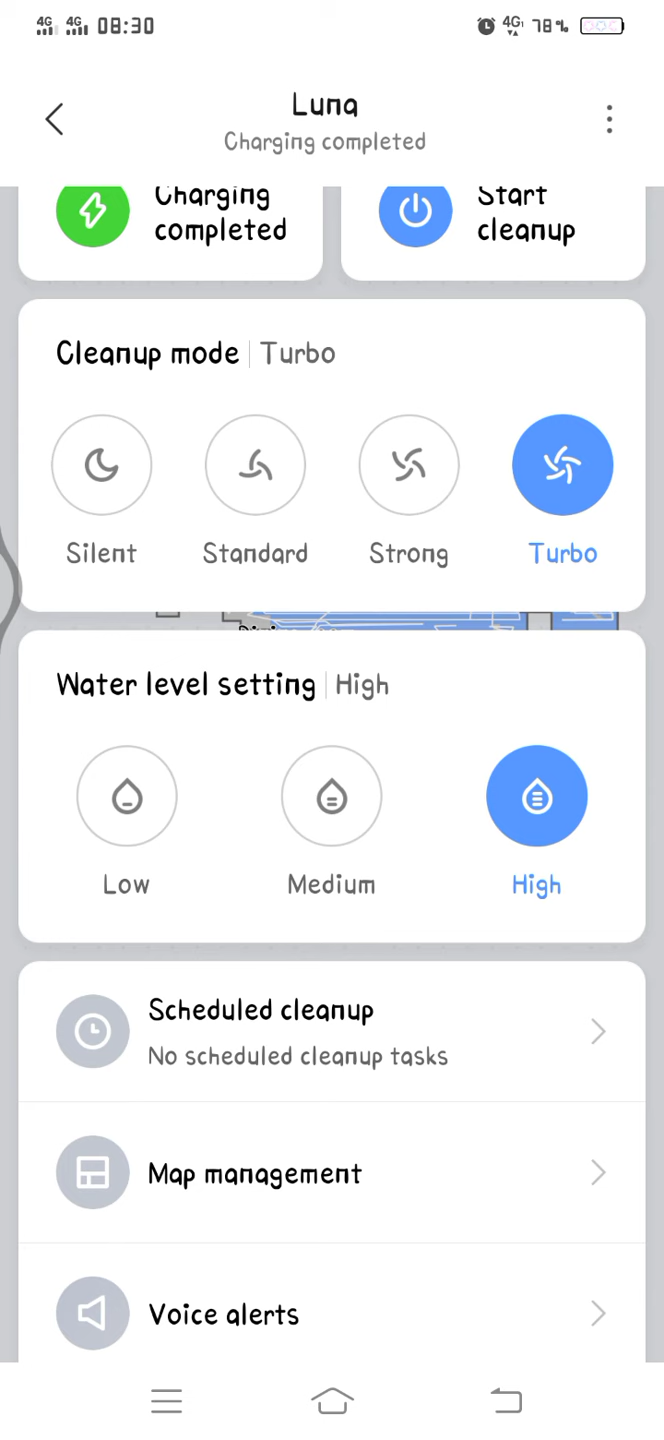 4G 4G 08:30 4G 78%
Luna
Charging completed
Charging
completed
Start
cleanup
Cleanup mode | Turbo
Silent Standard Strong Turbo
Water level setting | High
Low Medium High
Scheduled cleanup
No scheduled cleanup tasks
Map management
Voice alerts